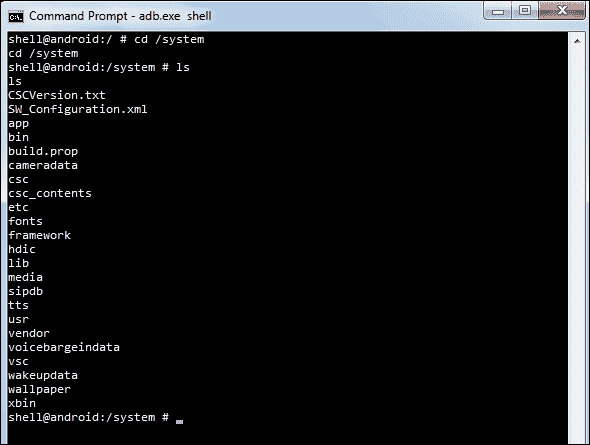 Command Prompt - adb.exe  shell
shell@android:/ # cd /system
cd /system
shell@android:/system # ls
ls
CSCVersion.txt
SW_Configuration.xml
app
bin
build.prop
cameradata
csc
csc_contents
etc
fonts
framework
hdic
lib
media
sipdb
tts
usr
vendor
voicebargeindata
vsc
wakeupdata
wallpaper
xbin
shell@android:/system #